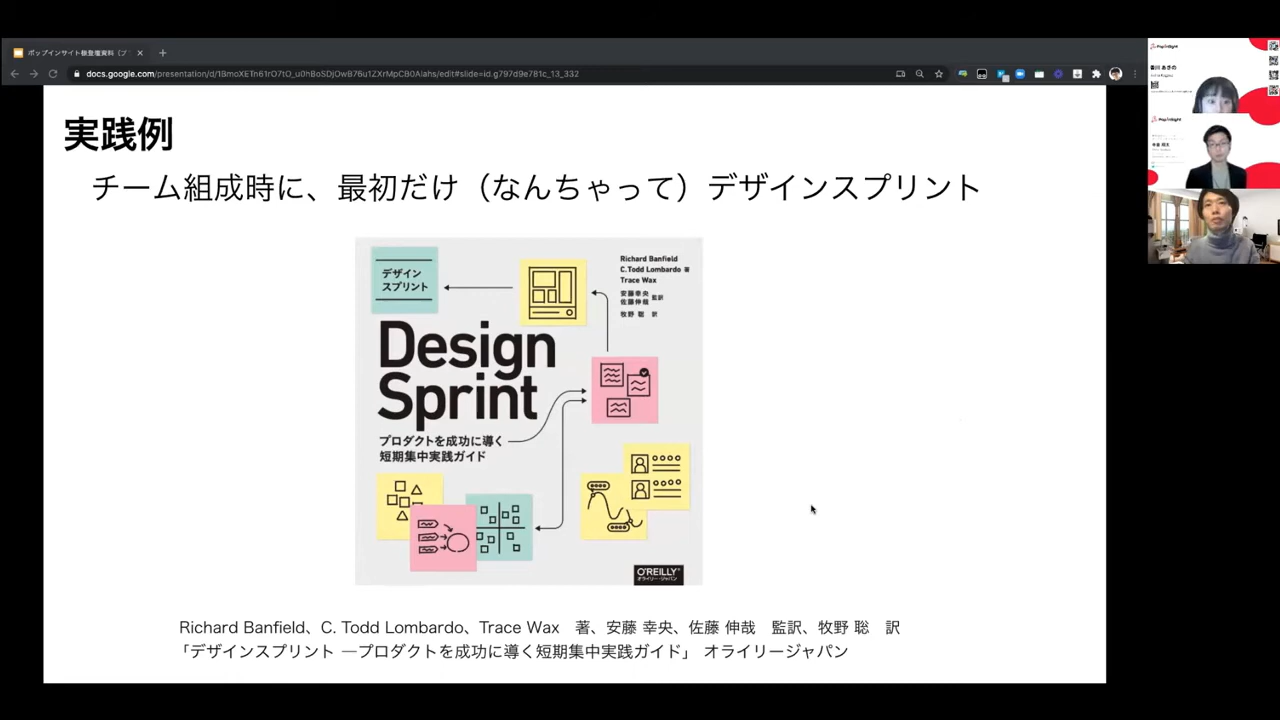 ポップインサイト様登壇資料（プ
docs.google.com/presentation/d/1BmoXETn61rO7tO_u0hBoSDjOwB76u1ZXrMpCB0Alahs/edit#slide=id.g797d9e781c_13_332
実践例
チーム組成時に、最初だけ（なんちゃって）デザインスプリント
デザイン
スプリント
Richard Banfield
C.Todd Lombardo 著
Trace Wax
安藤幸央
佐藤伸哉 監訳
牧野 聡 訳
Design
Sprint
プロダクトを成功に導く
短期集中実践ガイド
O'REILLY
オライリー・ジャパン
Richard Banfield、C. Todd Lombardo、Trace Wax 著、安藤 幸央、佐藤 伸哉 監訳、牧野 聡 訳
「デザインスプリント ―プロダクトを成功に導く短期集中実践ガイド」 オライリージャパン
PopInsight
PopInsight